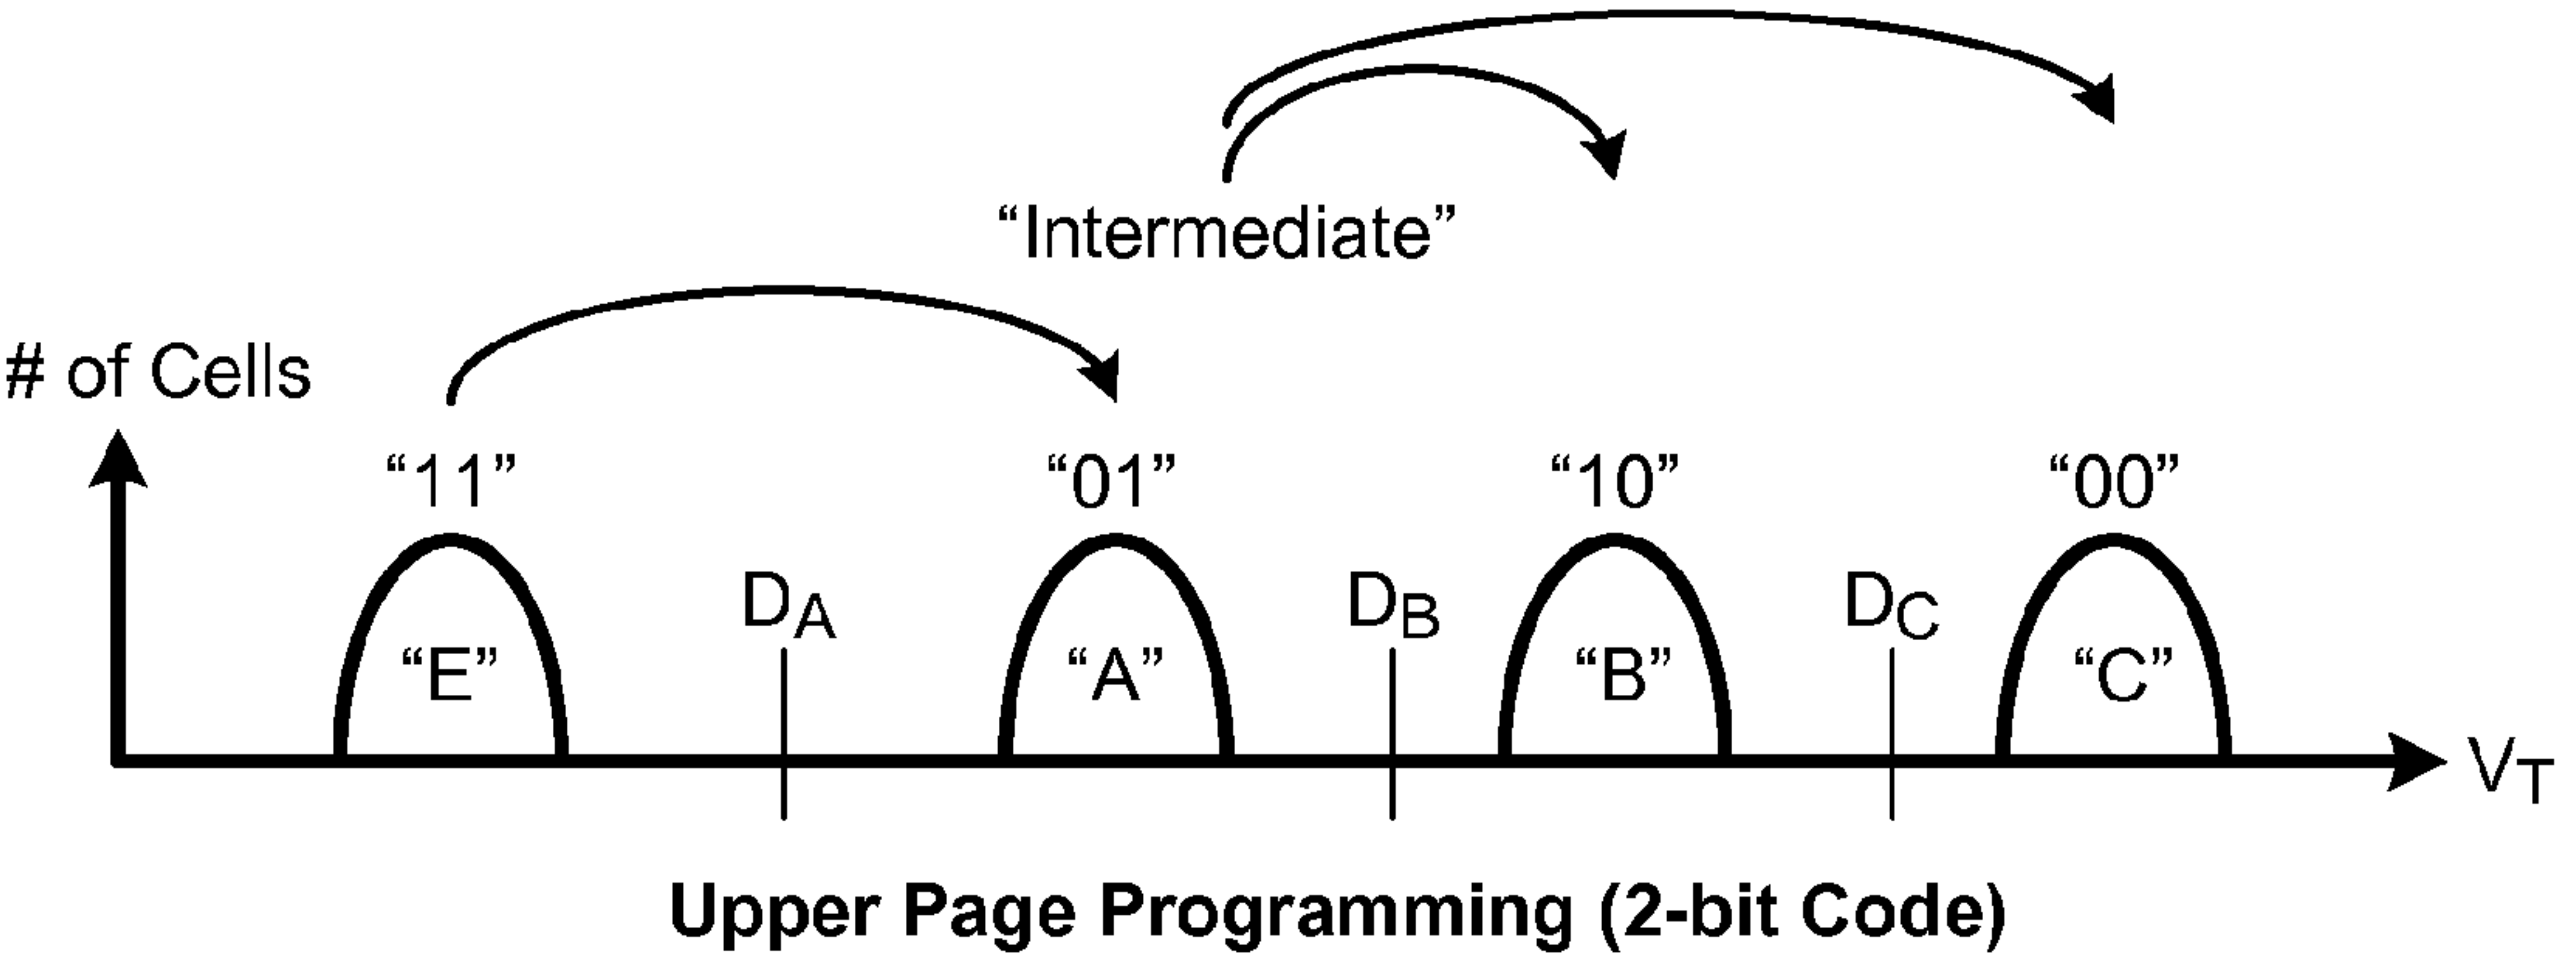 “Intermediate”
# of Cells
“11” “01” “10” “00”
DA DB DC
“E” “A” “B” “C”
VT
Upper Page Programming (2-bit Code)